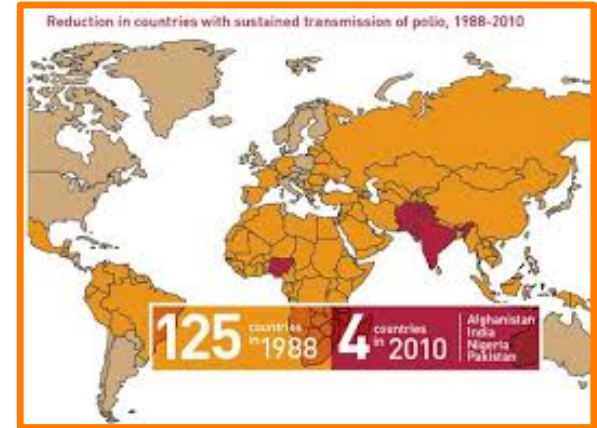 Reduction in countries with sustained transmission of polio, 1988-2010
125 countries in 1988
4 countries in 2010
Afghanistan
India
Nigeria
Pakistan